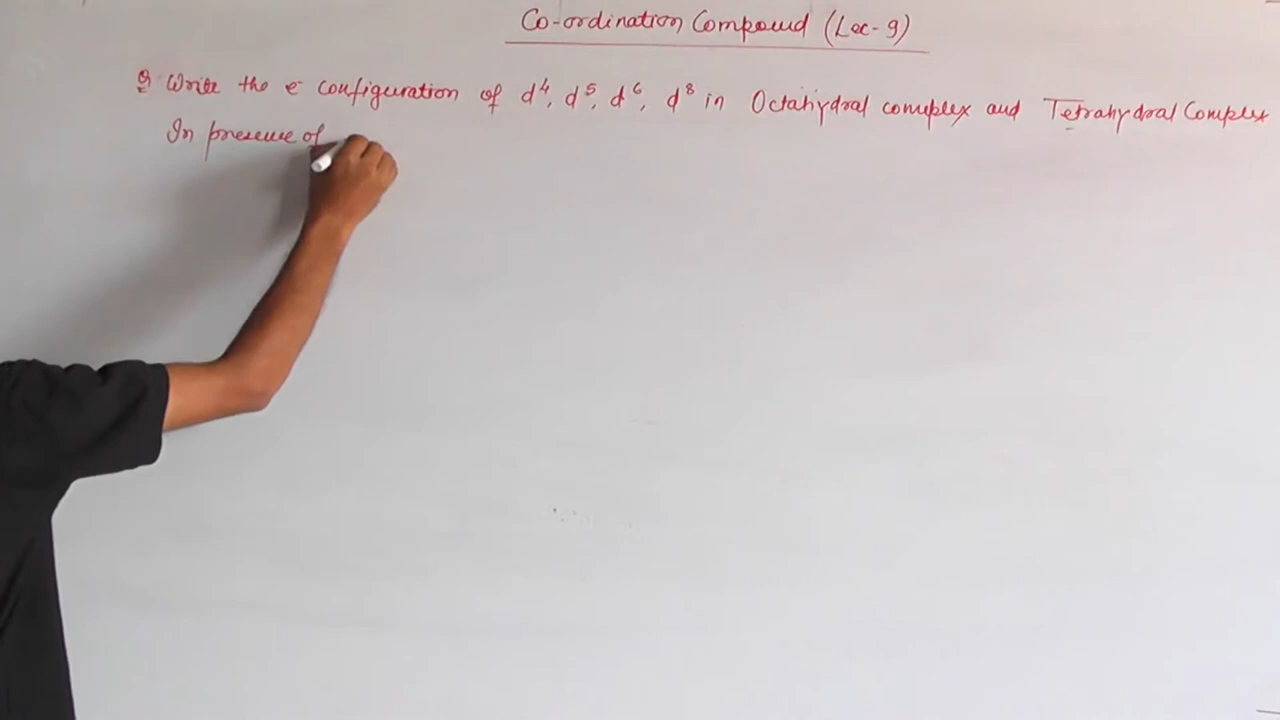 Co-ordination Compound (Lec-9)
Q Write the e⁻ configuration of d⁴, d⁵, d⁶, d⁸ in Octahydral complex and Tetrahydral Complex
In presence of